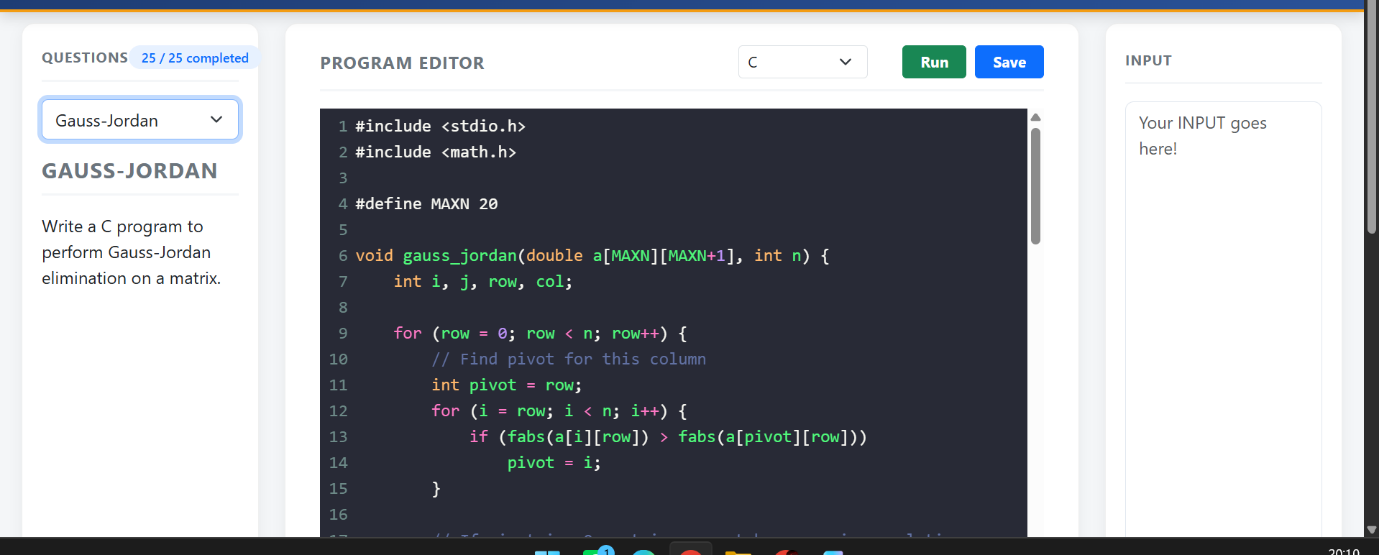 QUESTIONS 25 / 25 completed
Gauss-Jordan
GAUSS-JORDAN
Write a C program to
perform Gauss-Jordan
elimination on a matrix.
PROGRAM EDITOR
C
Run
Save
1 #include <stdio.h>
2 #include <math.h>
3
4 #define MAXN 20
5
6 void gauss_jordan(double a[MAXN][MAXN+1], int n) {
7     int i, j, row, col;
8
9     for (row = 0; row < n; row++) {
10         // Find pivot for this column
11         int pivot = row;
12         for (i = row; i < n; i++) {
13             if (fabs(a[i][row]) > fabs(a[pivot][row]))
14                 pivot = i;
15         }
16
INPUT
Your INPUT goes
here!
1
20:10